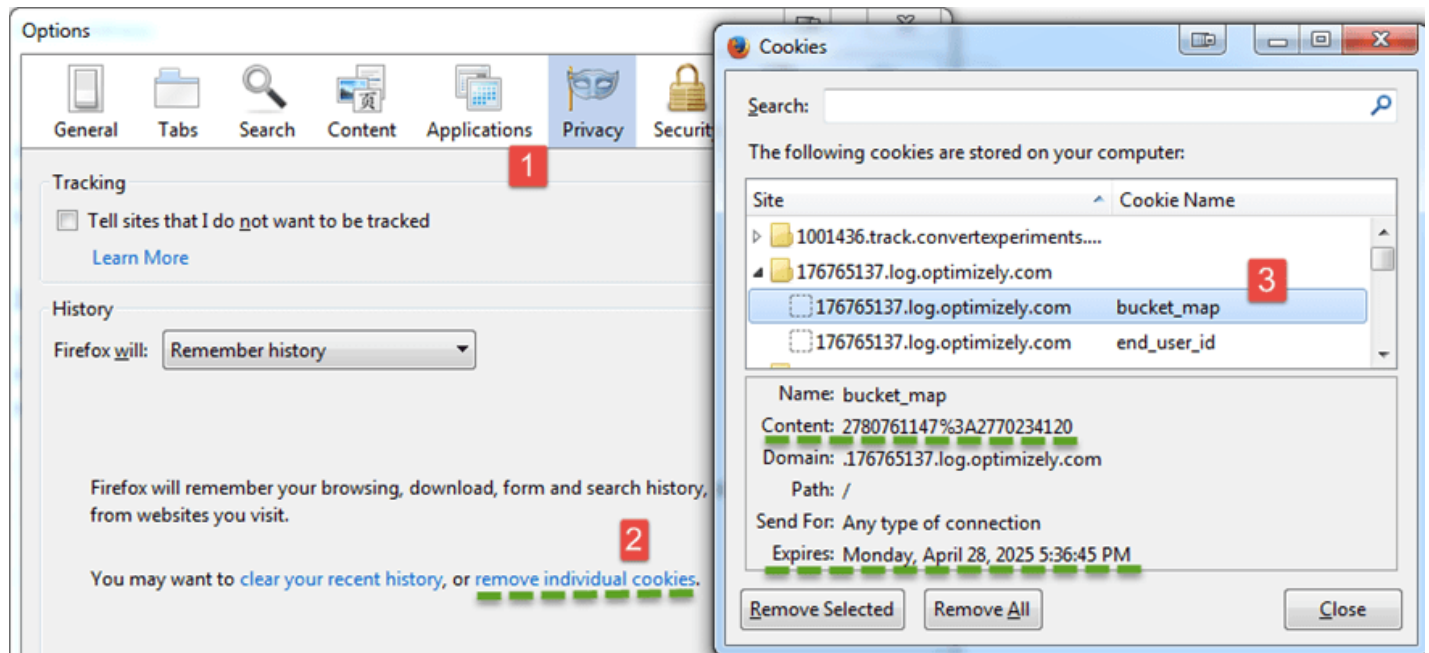 Options
General Tabs Search Content Applications Privacy Security
页
1
Tracking
Tell sites that I do not want to be tracked
Learn More
History
Firefox will: Remember history
Firefox will remember your browsing, download, form and search history,
from websites you visit.
2
You may want to clear your recent history, or remove individual cookies.
Cookies
Search:
The following cookies are stored on your computer:
Site Cookie Name
1001436.track.convertexperiments....
176765137.log.optimizely.com
3
176765137.log.optimizely.com bucket_map
176765137.log.optimizely.com end_user_id
Name: bucket_map
Content: 2780761147%3A2770234120
Domain: .176765137.log.optimizely.com
Path: /
Send For: Any type of connection
Expires: Monday, April 28, 2025 5:36:45 PM
Remove Selected Remove All Close